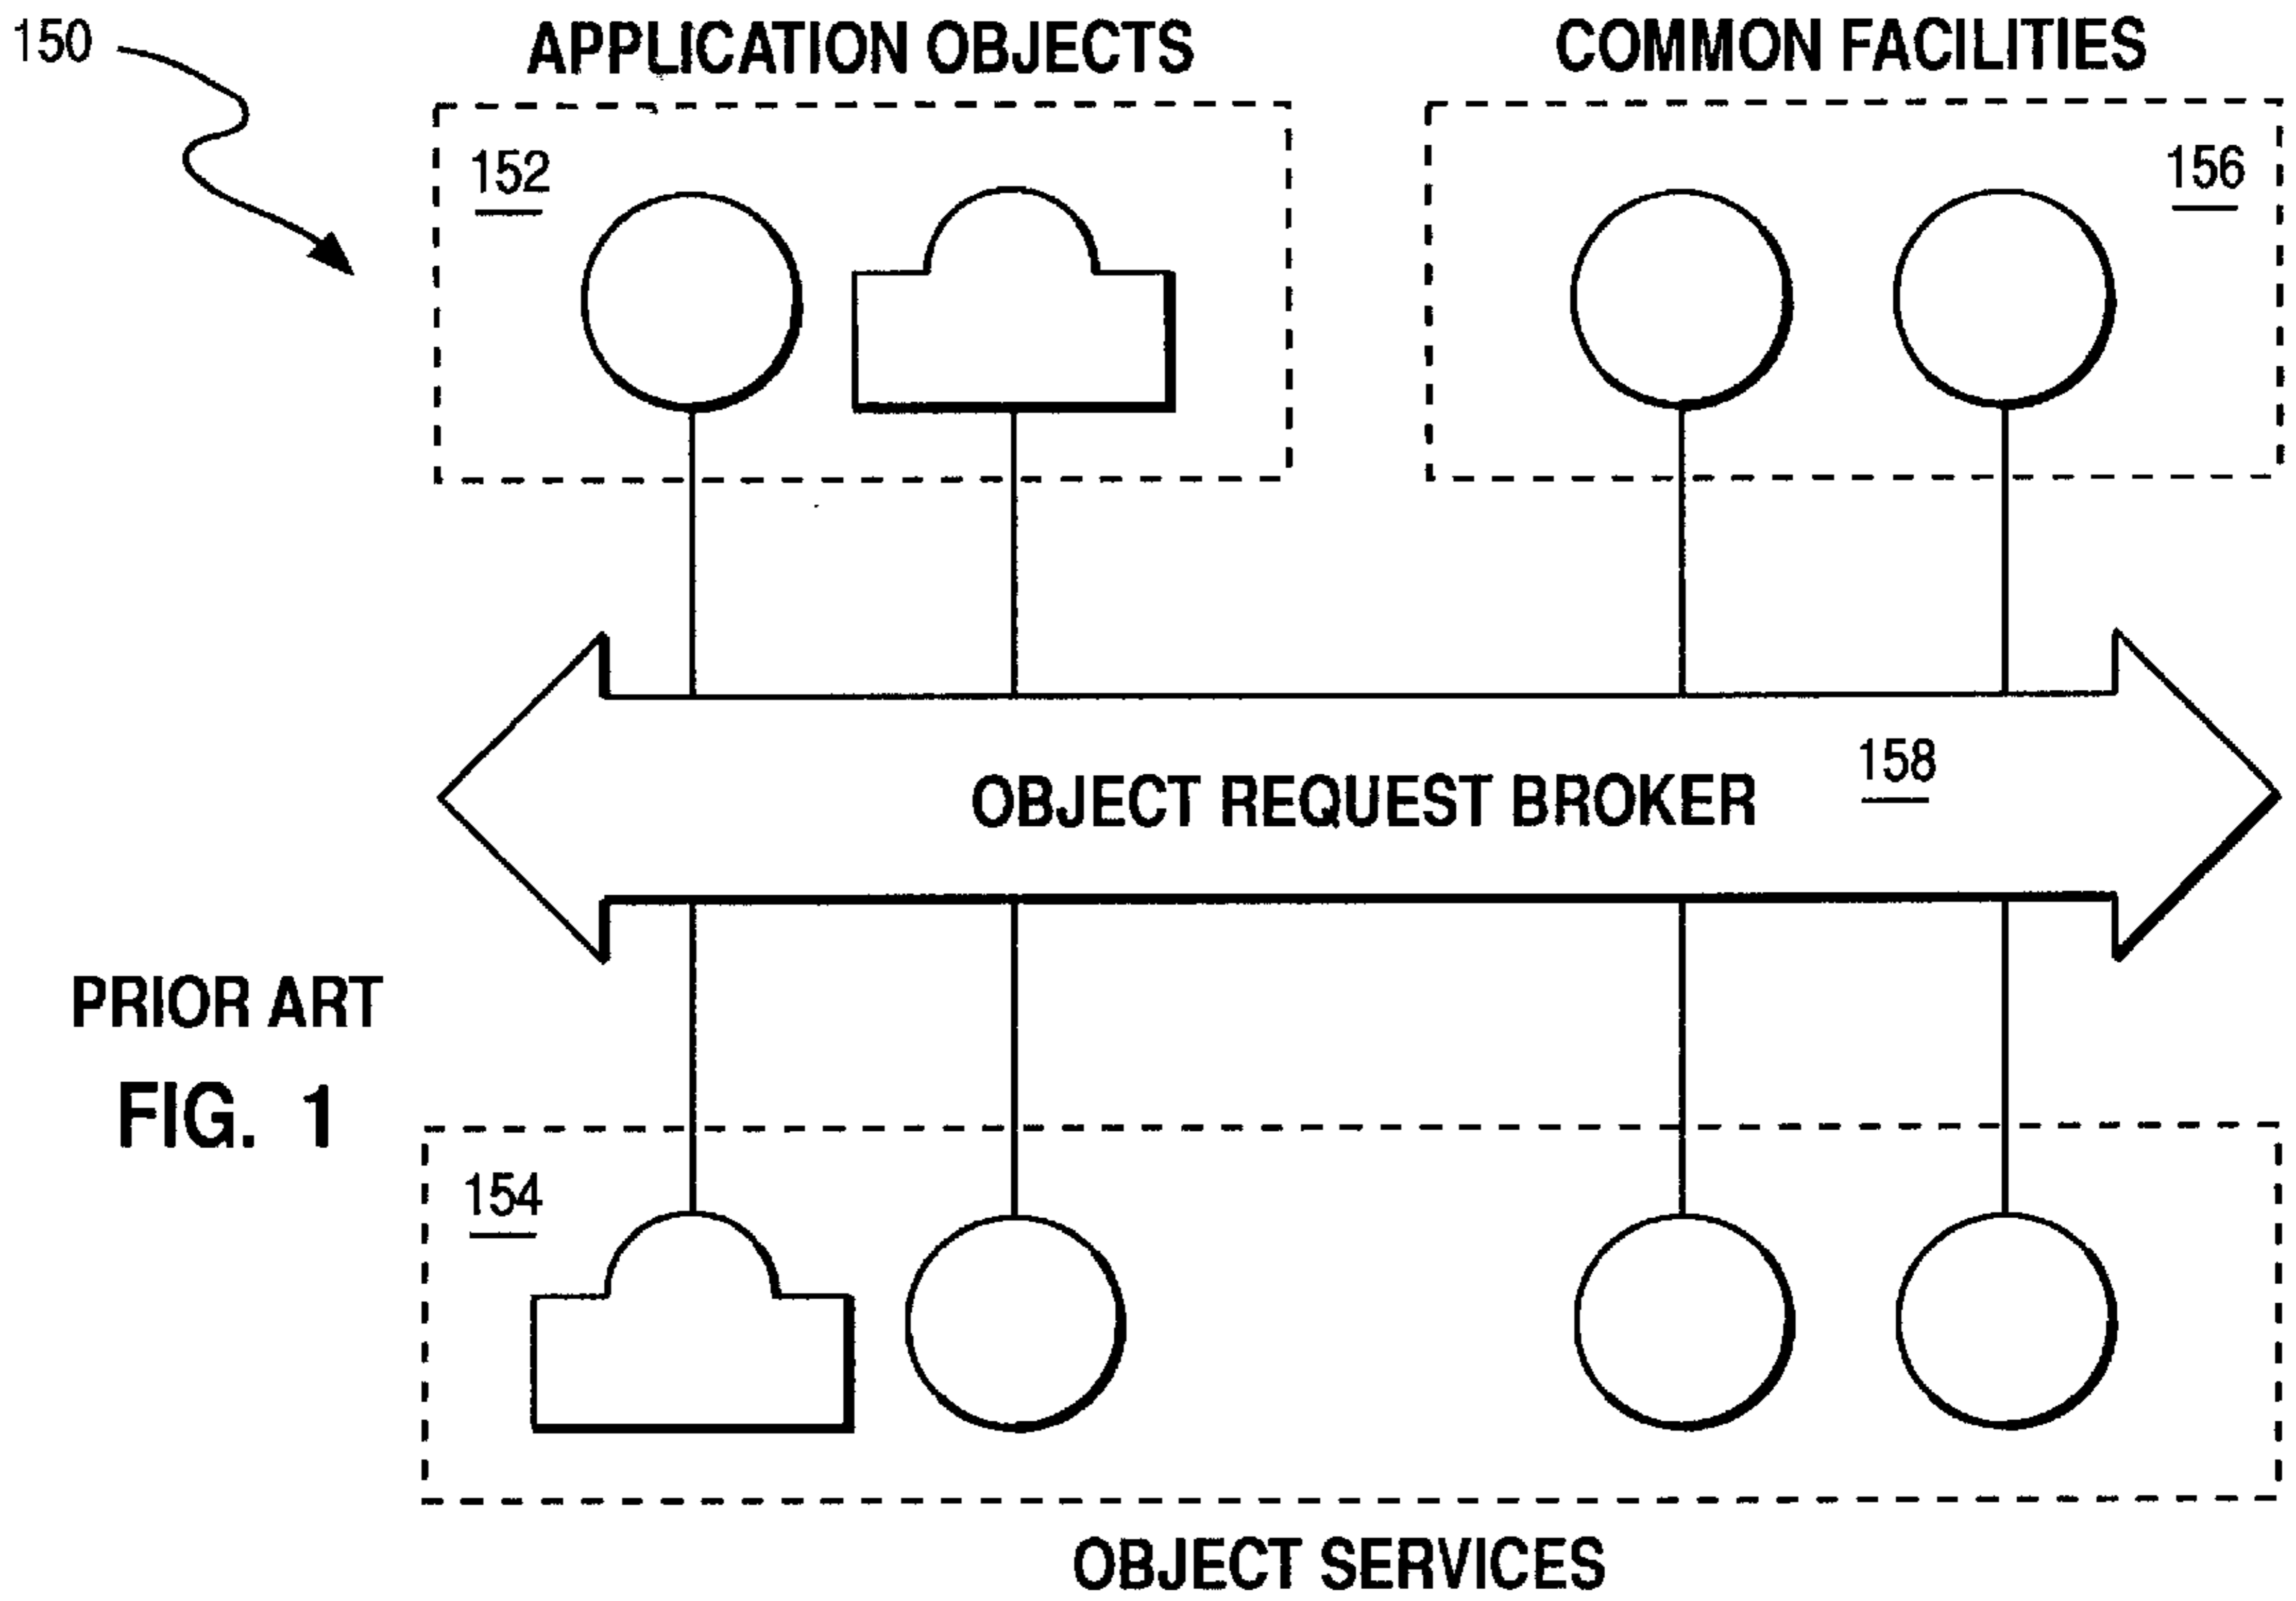 150
APPLICATION OBJECTS
COMMON FACILITIES
152
156
158
OBJECT REQUEST BROKER
PRIOR ART
FIG. 1
154
OBJECT SERVICES